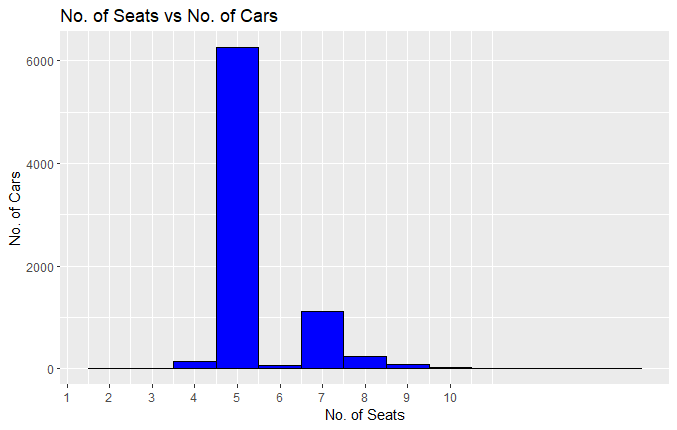 No. of Seats vs No. of Cars
6000
4000
2000
0
No. of Cars
1 2 3 4 5 6 7 8 9 10
No. of Seats